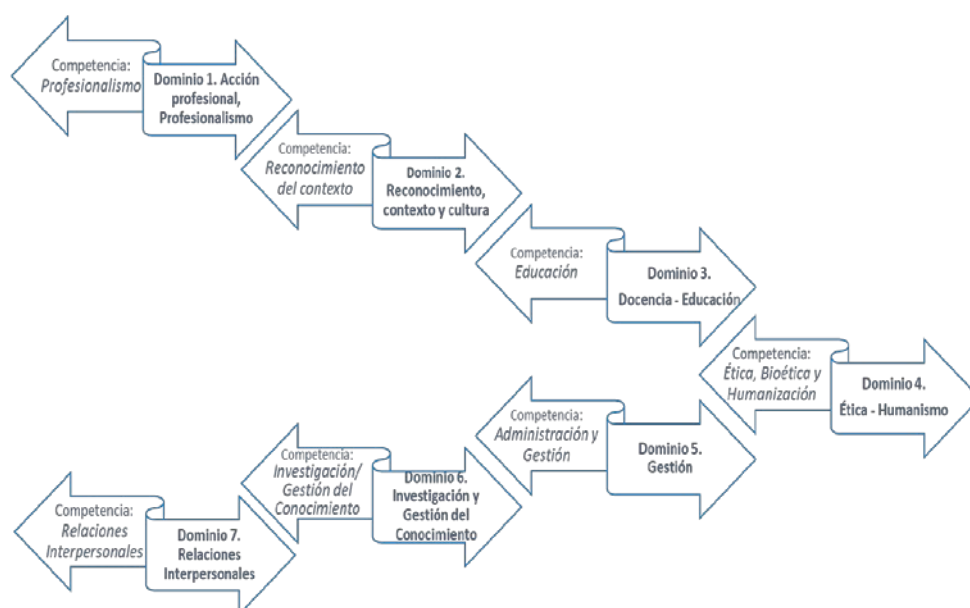 Competencia:
Profesionalismo
Dominio 1. Acción
profesional,
Profesionalismo
Competencia:
Reconocimiento
del contexto
Dominio 2.
Reconocimiento,
contexto y cultura
Competencia:
Educación
Dominio 3.
Docencia - Educación
Competencia:
Ética, Bioética y
Humanización
Dominio 4.
Ética - Humanismo
Competencia:
Administración y
Gestión
Dominio 5.
Gestión
Competencia:
Investigación/
Gestión del
Conocimiento
Dominio 6.
Investigación y
Gestión del
Conocimiento
Competencia:
Relaciones
Interpersonales
Dominio 7.
Relaciones
Interpersonales